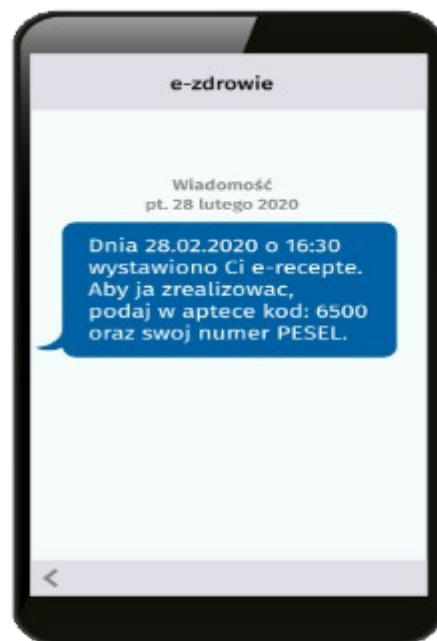 e-zdrowie
Wiadomość
pt. 28 lutego 2020
Dnia 28.02.2020 o 16:30
wystawiono Ci e-recepte.
Aby ja zrealizowac,
podaj w aptece kod: 6500
oraz swoj numer PESEL.